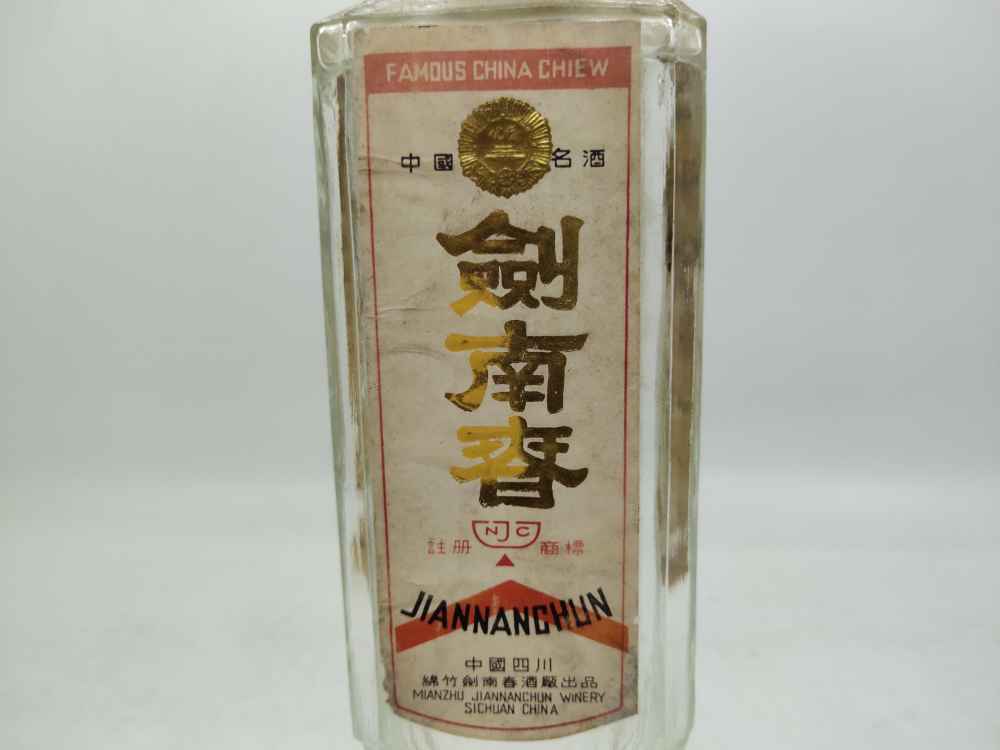 FAMOUS CHINA CHIEW
中國 名酒
劍南春
NJC
註册 商標
JIANNANCHUN
中國四川
綿竹劍南春酒廠出品
MIANZHU JIANNANCHUN WINERY
SICHUAN CHINA